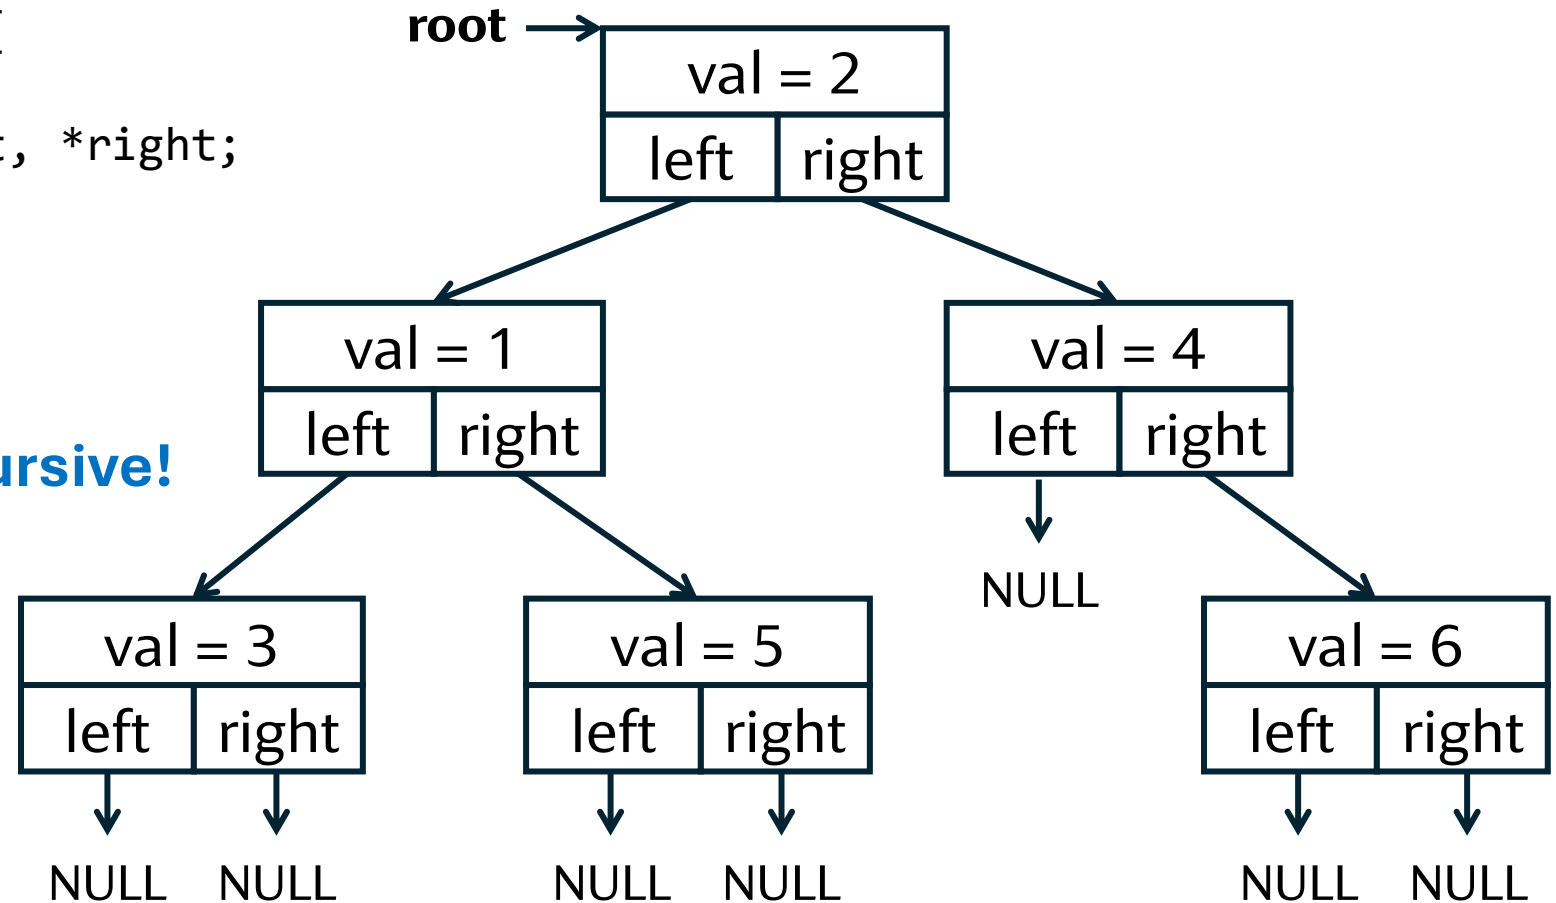 root
val = 2
*right;
left right
val = 1 val = 4
left right left right
NULL
val = 3 val = 5 val = 6
left right left right left right
NULL NULL NULL NULL NULL NULL